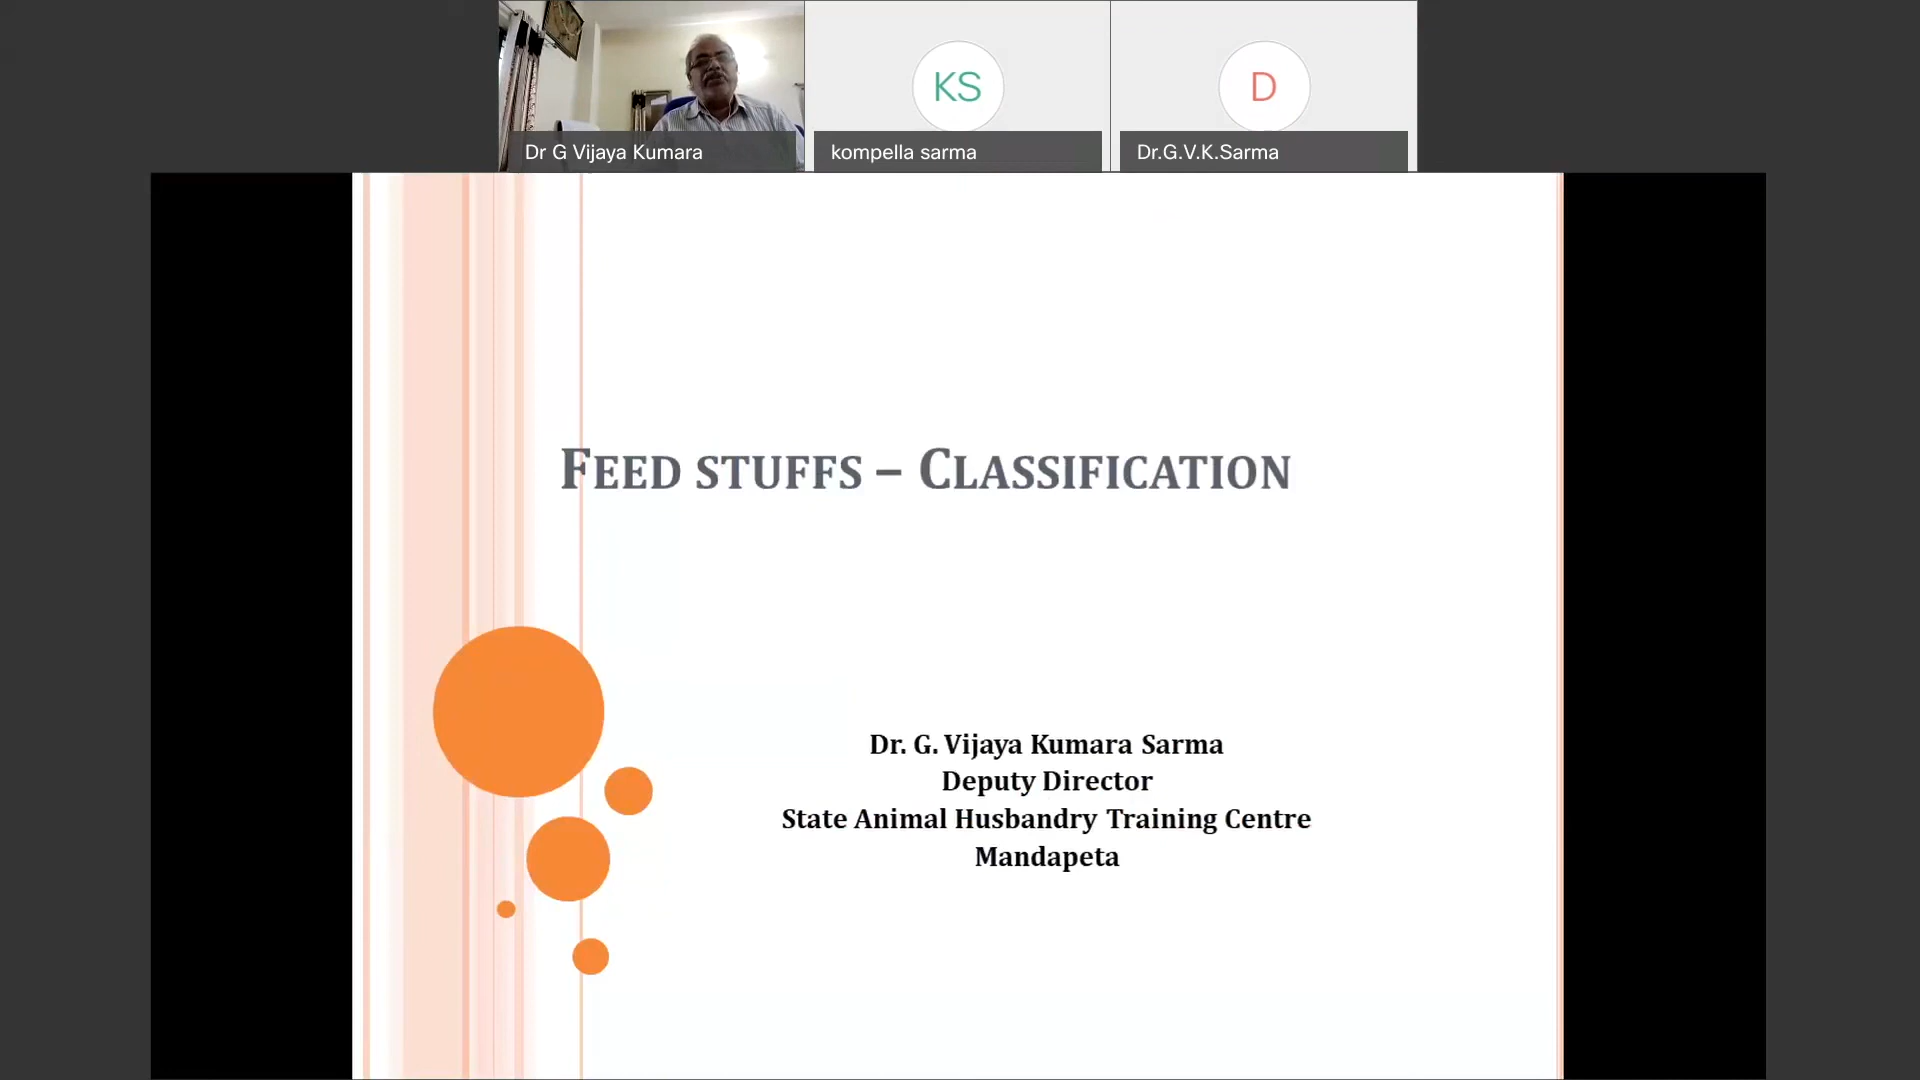 Dr G Vijaya Kumara
KS
kompella sarma
D
Dr.G.V.K.Sarma
FEED STUFFS – CLASSIFICATION
Dr. G. Vijaya Kumara Sarma
Deputy Director
State Animal Husbandry Training Centre
Mandapeta